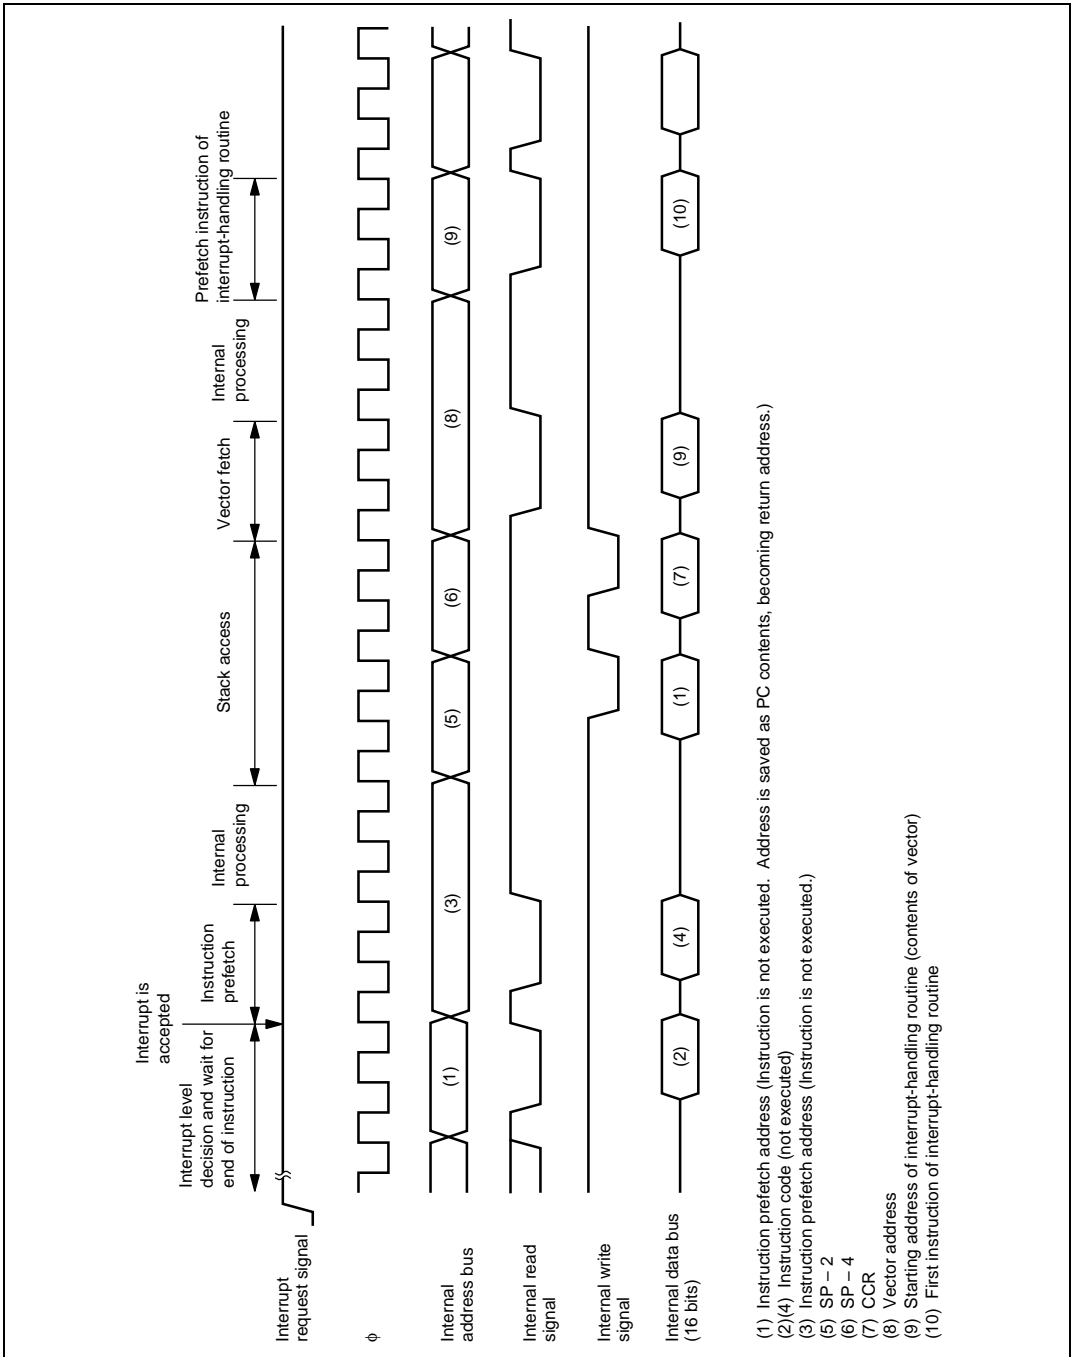 Interrupt is
accepted
Interrupt level
decision and wait for
end of instruction
Instruction
prefetch
Internal
processing
Stack access
Vector fetch
Internal
processing
Prefetch instruction of
interrupt-handling routine
Interrupt
request signal
φ
Internal
address bus
(1)
(3)
(5)
(6)
(8)
(9)
Internal read
signal
Internal write
signal
Internal data bus
(16 bits)
(2)
(4)
(1)
(7)
(9)
(10)
(1) Instruction prefetch address (Instruction is not executed. Address is saved as PC contents, becoming return address.)
(2)(4) Instruction code (not executed)
(3) Instruction prefetch address (Instruction is not executed.)
(5) SP – 2
(6) SP – 4
(7) CCR
(8) Vector address
(9) Starting address of interrupt-handling routine (contents of vector)
(10) First instruction of interrupt-handling routine